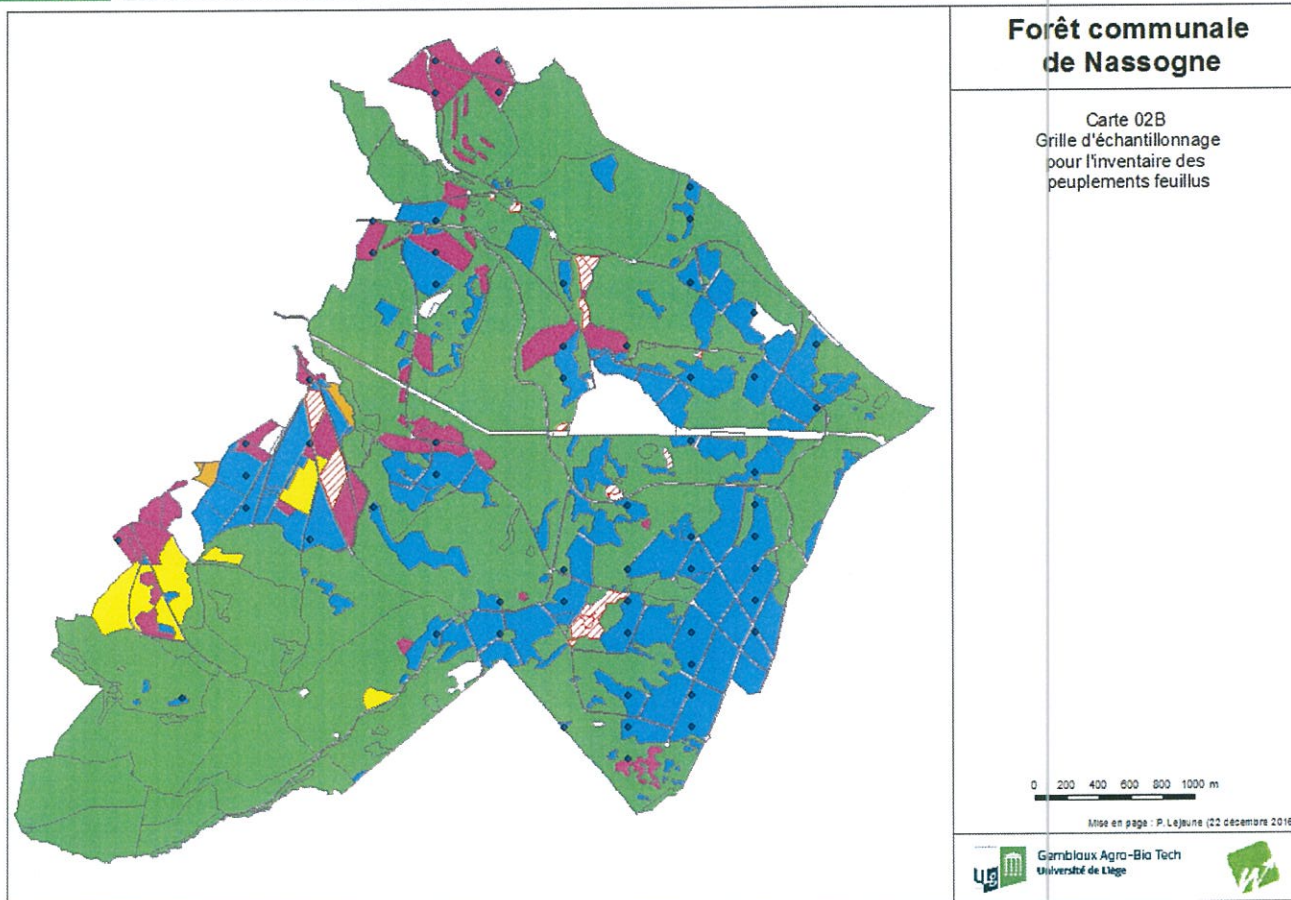 Forêt communale
de Nassogne
Carte 02B
Grille d'échantillonnage
pour l'inventaire des
peuplements feuillus
0 200 400 600 800 1000 m
Mise en page : P. Lejeune (22 décembre 2016
Gembloux Agro-Bio Tech
Université de Liège